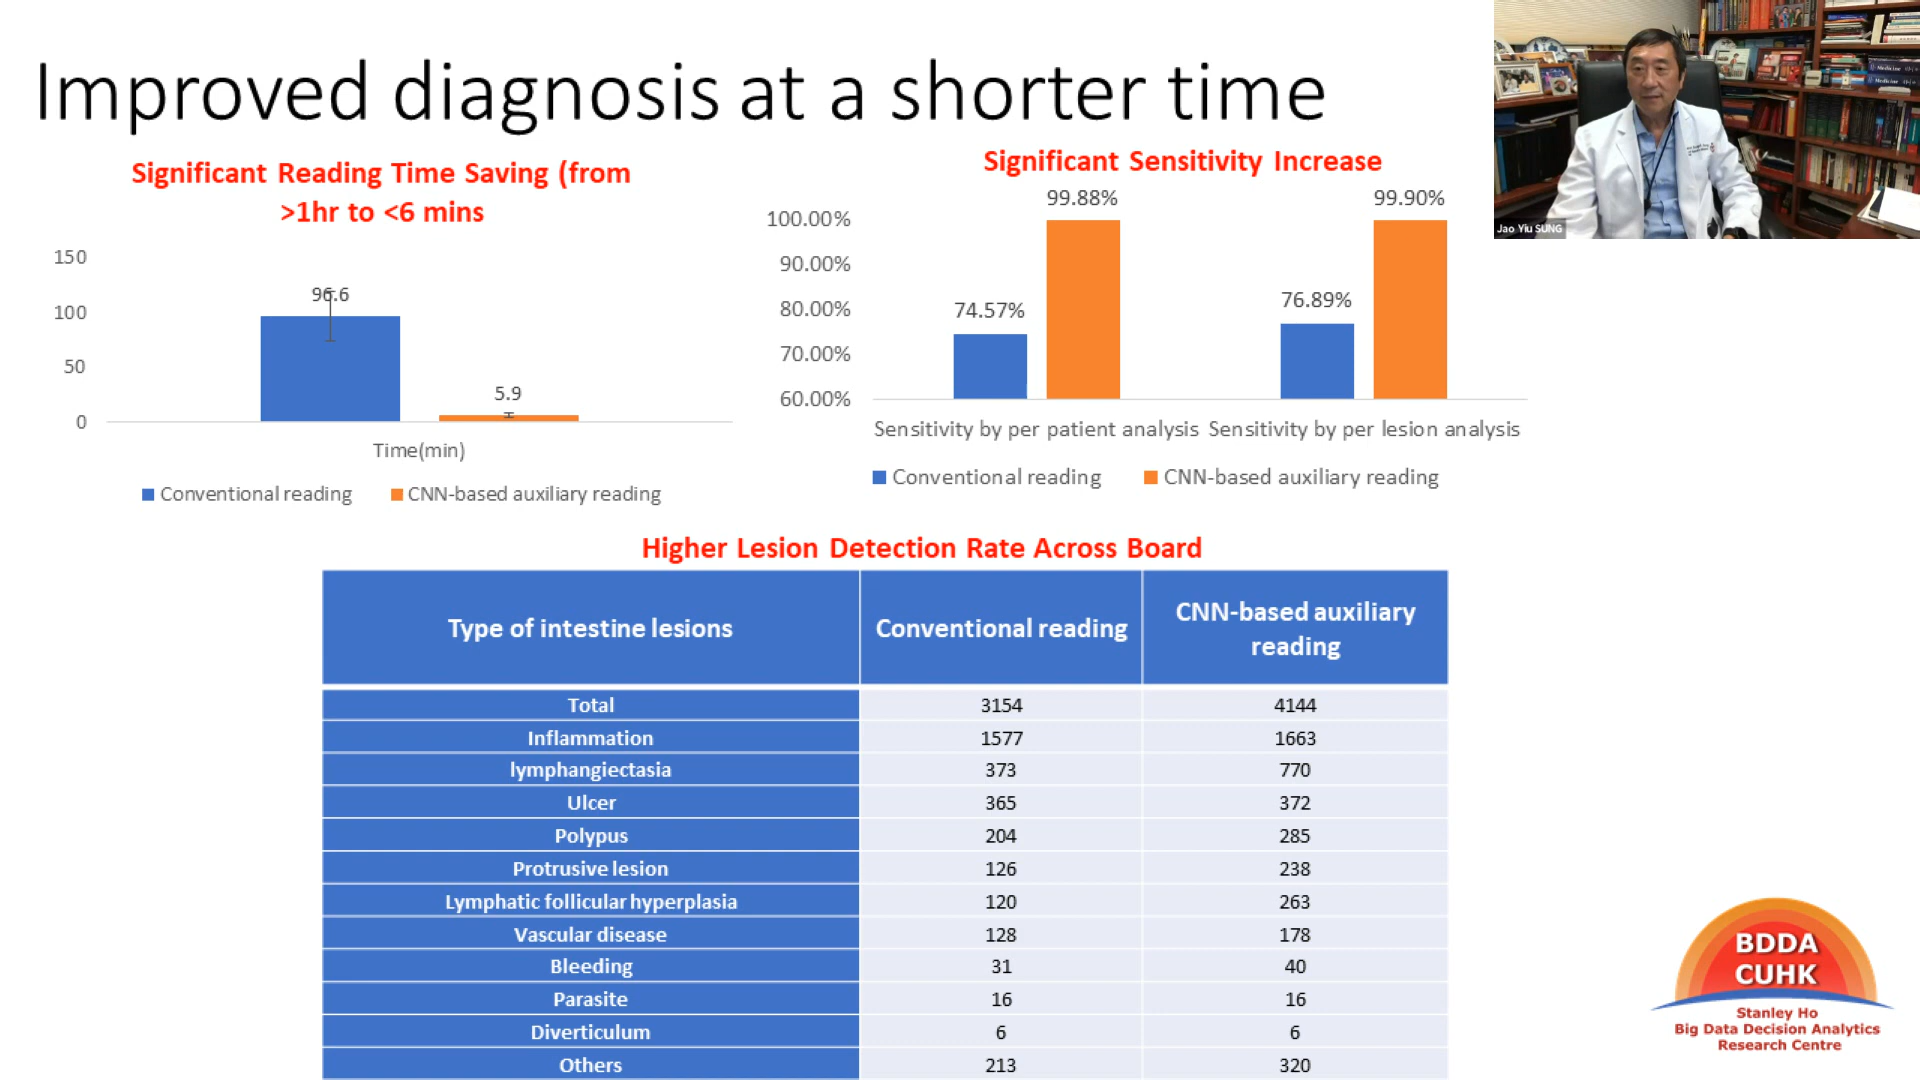 Improved diagnosis at a shorter time
Significant Reading Time Saving (from
>1hr to <6 mins
150
100
50
0
96.6
5.9
Time(min)
Conventional reading
CNN-based auxiliary reading
Significant Sensitivity Increase
100.00%
90.00%
80.00%
70.00%
60.00%
74.57%
99.88%
76.89%
99.90%
Sensitivity by per patient analysis
Sensitivity by per lesion analysis
Conventional reading
CNN-based auxiliary reading
Jao Yiu SUNG
Higher Lesion Detection Rate Across Board
Type of intestine lesions
Conventional reading
CNN-based auxiliary
reading
Total 3154 4144
Inflammation 1577 1663
lymphangiectasia 373 770
Ulcer 365 372
Polypus 204 285
Protrusive lesion 126 238
Lymphatic follicular hyperplasia 120 263
Vascular disease 128 178
Bleeding 31 40
Parasite 16 16
Diverticulum 6 6
Others 213 320
BDDA
CUHK
Stanley Ho
Big Data Decision Analytics
Research Centre